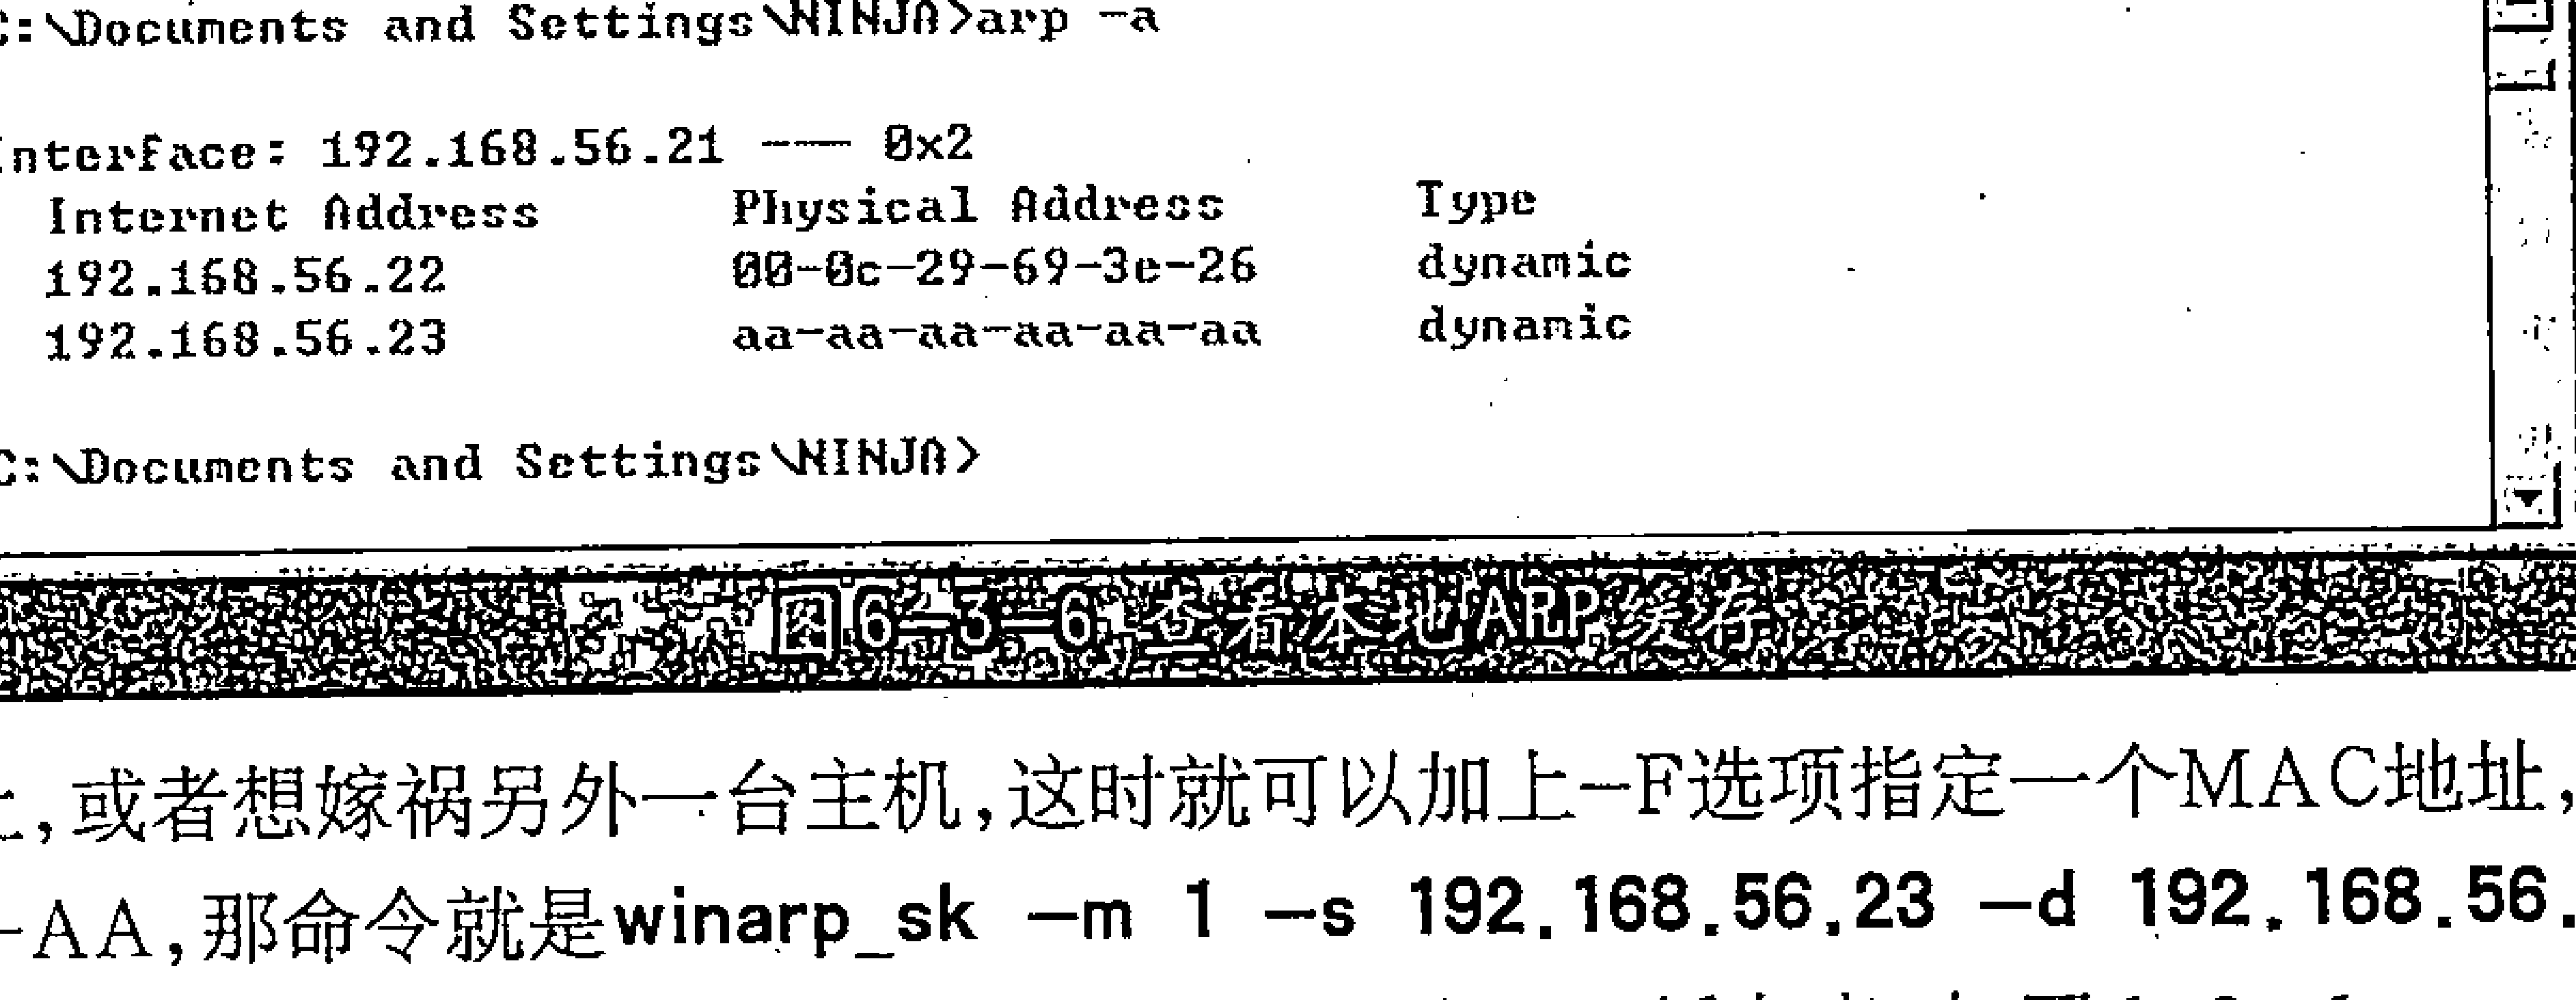 C:\Documents and Settings\NINJA>arp -a
Interface: 192.168.56.21 --- 0x2
Internet Address Physical Address Type
192.168.56.22 00-0c-29-69-3e-26 dynamic
192.168.56.23 aa-aa-aa-aa-aa-aa dynamic
C:\Documents and Settings\NINJA>
图6-3-6 查看本地ARP缓存
,或者想嫁祸另外一台主机,这时就可以加上-F选项指定一个MAC地址,
-AA,那命令就是winarp_sk -m 1 -s 192.168.56.23 -d 192.168.56.